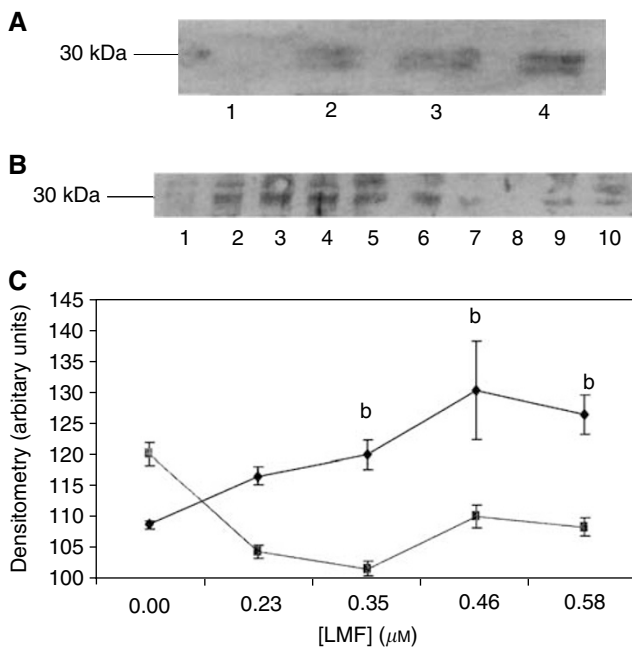 A
30 kDa
1 2 3 4
B
30 kDa
1 2 3 4 5 6 7 8 9 10
C
145
140
135
130
125
120
115
110
105
100
Densitometry (arbitary units)
b
b
b
0.00 0.23 0.35 0.46 0.58
[LMF] (μM)